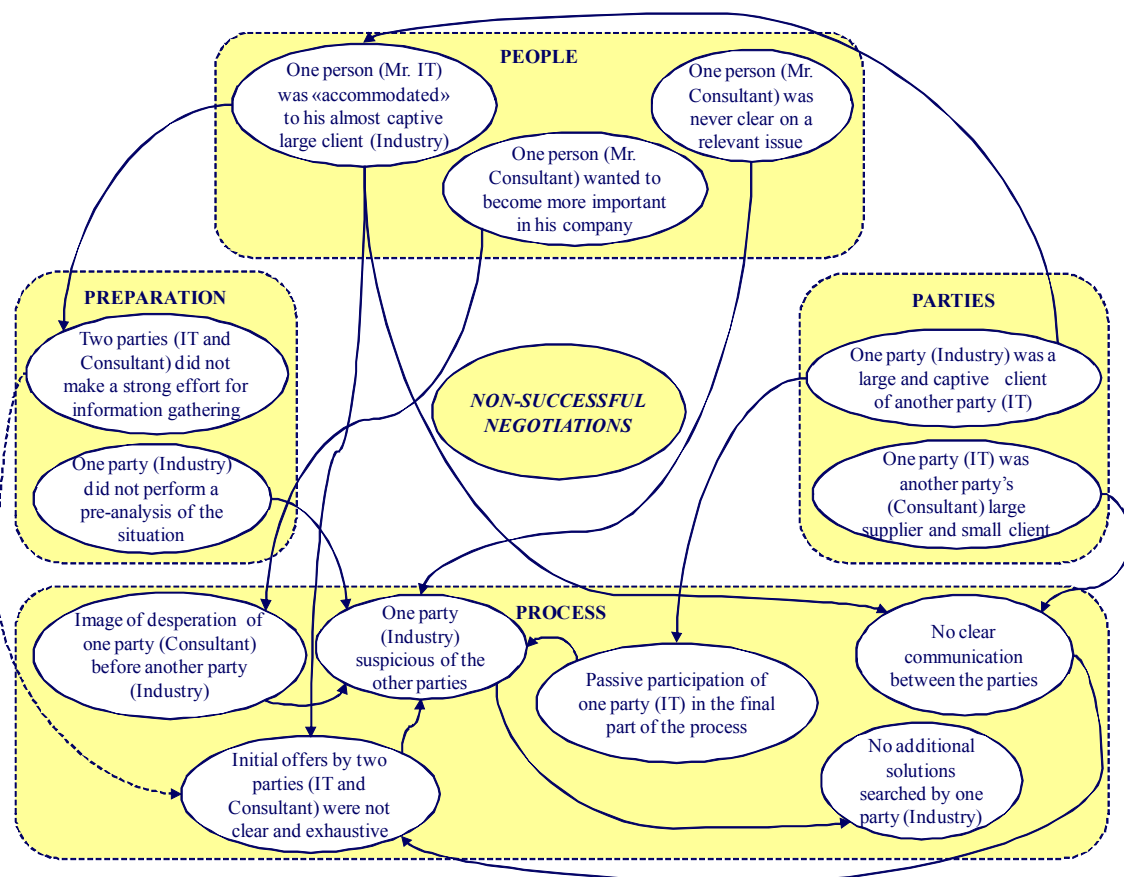 PEOPLE
One person (Mr. IT)
was «accommodated»
to his almost captive
large client (Industry)
One person (Mr.
Consultant) was
never clear on a
relevant issue
One person (Mr.
Consultant) wanted to
become more important
in his company
PREPARATION
Two parties (IT and
Consultant) did not
make a strong effort for
information gathering
One party (Industry)
did not perform a
pre-analysis of the
situation
NON-SUCCESSFUL
NEGOTIATIONS
PARTIES
One party (Industry) was a
large and captive client
of another party (IT)
One party (IT) was
another party's
(Consultant) large
supplier and small client
PROCESS
Image of desperation of
one party (Consultant)
before another party
(Industry)
One party
(Industry)
suspicious of the
other parties
Passive participation of
one party (IT) in the final
part of the process
No clear
communication
between the parties
Initial offers by two
parties (IT and
Consultant) were not
clear and exhaustive
No additional
solutions
searched by one
party (Industry)